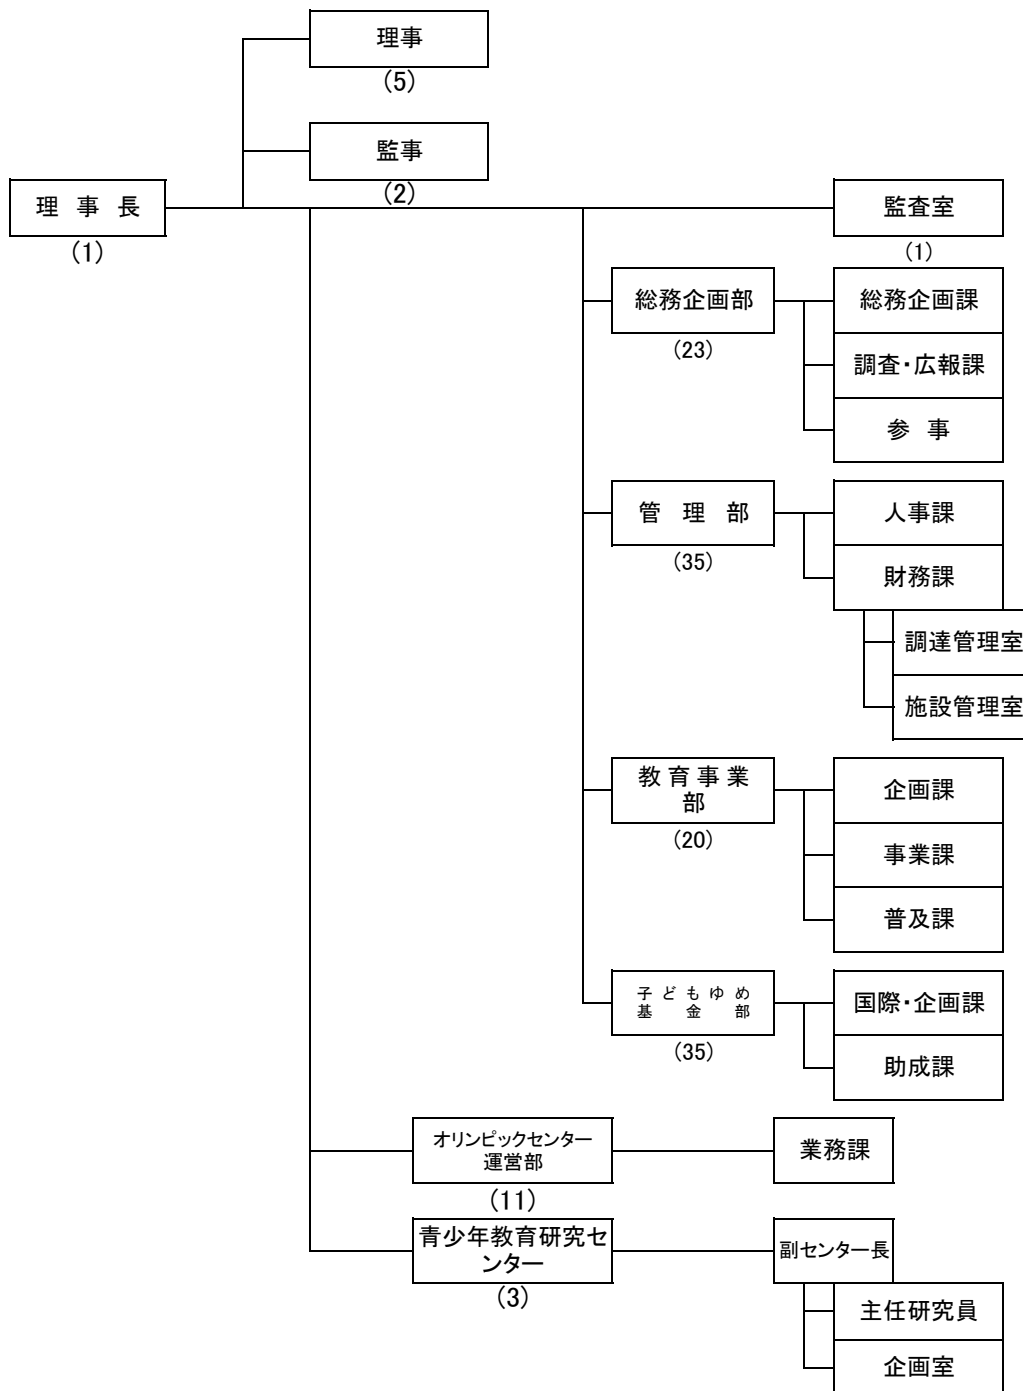 理事
(5)
監事
(2)
理 事 長
(1)
監査室
(1)
総務企画部
(23)
総務企画課
調査・広報課
参 事
管 理 部
(35)
人事課
財務課
調達管理室
施設管理室
教 育 事 業
部
(20)
企画課
事業課
普及課
子 ど も ゆ め
基 金 部
(35)
国際・企画課
助成課
オリンピックセンター
運営部
(11)
業務課
青少年教育研究セ
ンター
(3)
副センター長
主任研究員
企画室